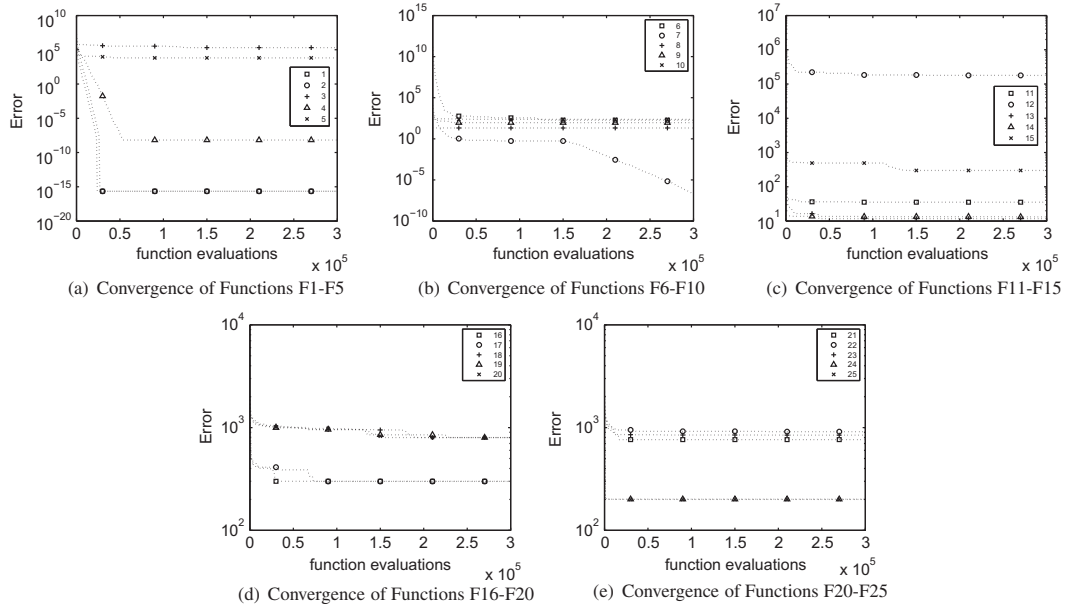 10^10
10^5
10^0
10^-5
10^-10
10^-15
10^-20
Error
1
2
3
4
5
0 0.5 1 1.5 2 2.5 3
function evaluations
x 10^5
(a) Convergence of Functions F1-F5
10^15
10^10
10^5
10^0
10^-5
10^-10
Error
6
7
8
9
10
0 0.5 1 1.5 2 2.5 3
function evaluations
x 10^5
(b) Convergence of Functions F6-F10
10^7
10^6
10^5
10^4
10^3
10^2
10^1
Error
11
12
13
14
15
0 0.5 1 1.5 2 2.5 3
function evaluations
x 10^5
(c) Convergence of Functions F11-F15
10^4
10^3
10^2
Error
16
17
18
19
20
0 0.5 1 1.5 2 2.5 3
function evaluations
x 10^5
(d) Convergence of Functions F16-F20
10^4
10^3
10^2
Error
21
22
23
24
25
0 0.5 1 1.5 2 2.5 3
function evaluations
x 10^5
(e) Convergence of Functions F20-F25